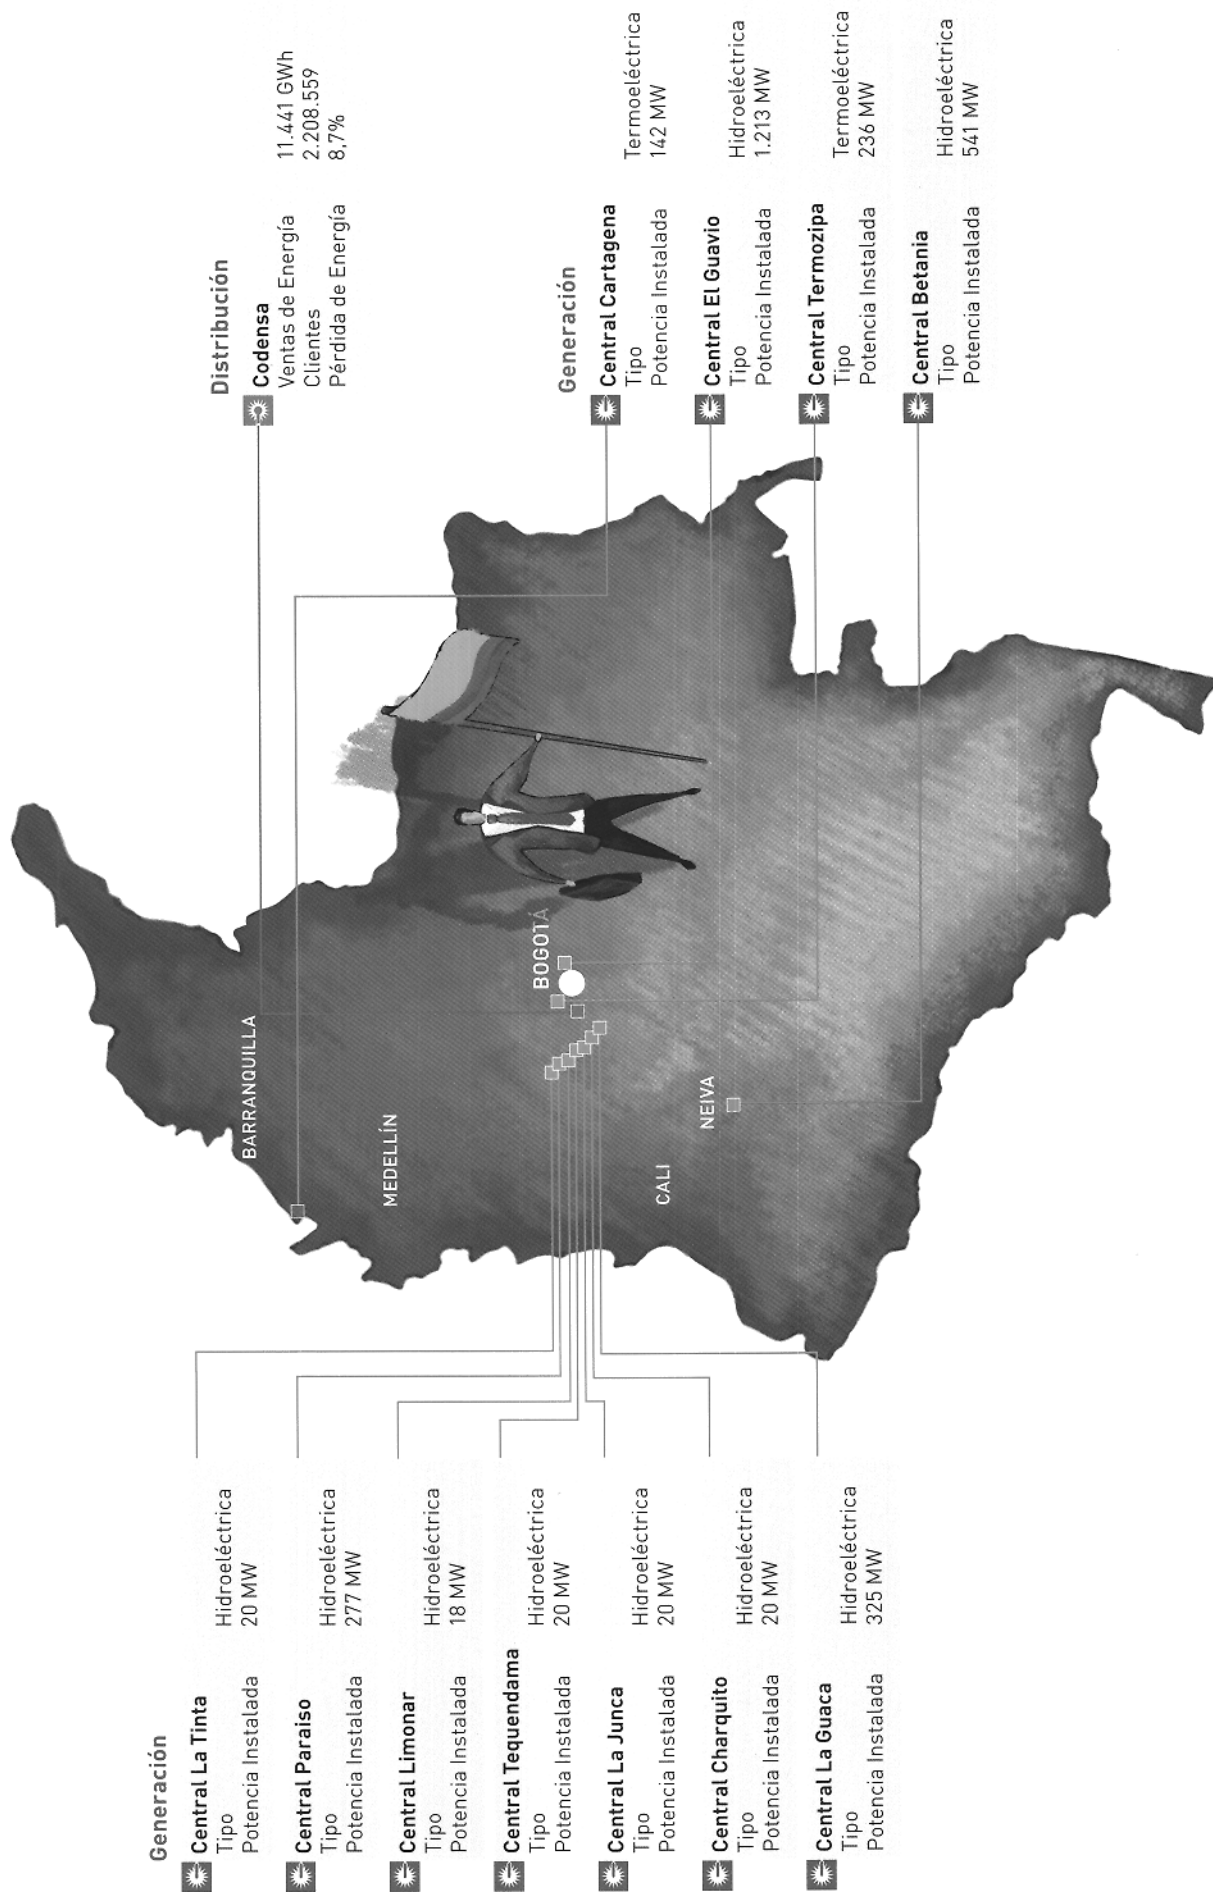 Generación
Central La Tinta
Tipo Hidroeléctrica
Potencia Instalada 20 MW
Central Paraiso
Tipo Hidroeléctrica
Potencia Instalada 277 MW
Central Limonar
Tipo Hidroeléctrica
Potencia Instalada 18 MW
Central Tequendama
Tipo Hidroeléctrica
Potencia Instalada 20 MW
Central La Junca
Tipo Hidroeléctrica
Potencia Instalada 20 MW
Central Charquito
Tipo Hidroeléctrica
Potencia Instalada 20 MW
Central La Guaca
Tipo Hidroeléctrica
Potencia Instalada 325 MW
BARRANQUILLA
MEDELLÍN
BOGOTÁ
CALI
NEIVA
Distribución
Codensa
Ventas de Energía 11.441 GWh
Clientes 2.208.559
Pérdida de Energía 8,7%
Generación
Central Cartagena
Tipo Termoeléctrica
Potencia Instalada 142 MW
Central El Guavio
Tipo Hidroeléctrica
Potencia Instalada 1.213 MW
Central Termozipa
Tipo Termoeléctrica
Potencia Instalada 236 MW
Central Betania
Tipo Hidroeléctrica
Potencia Instalada 541 MW